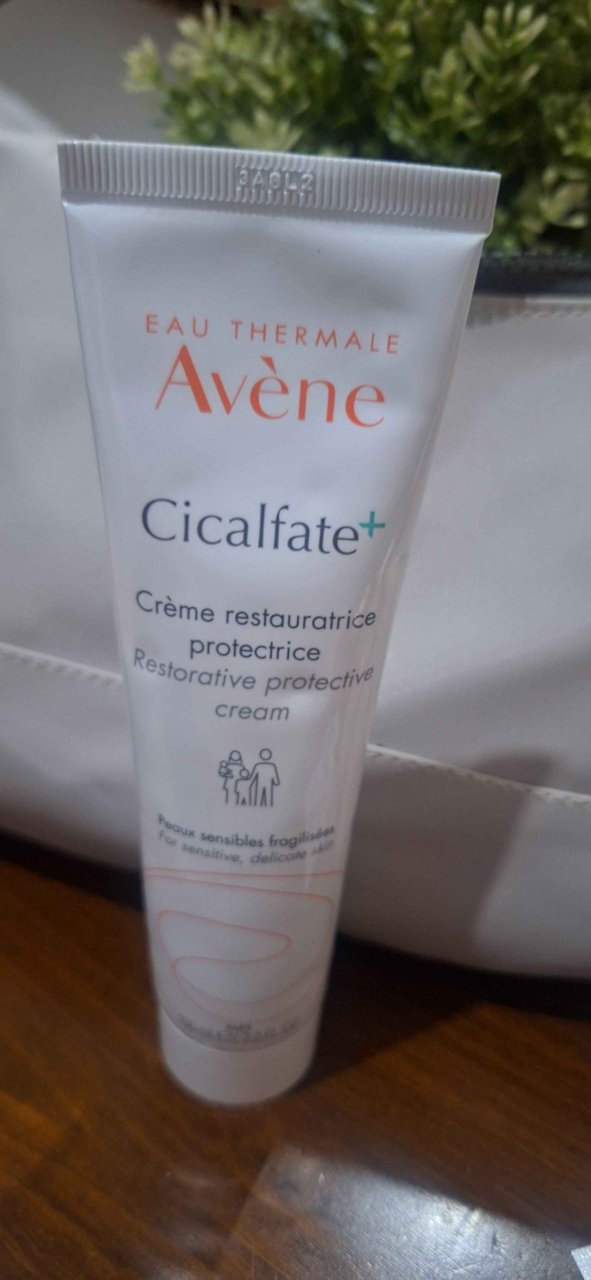 EAU THERMALE
Avène
Cicalfate+
Crème restauratrice
protectrice
Restorative protective
cream
Peaux sensibles fragilisées
For sensitive, delicate skin